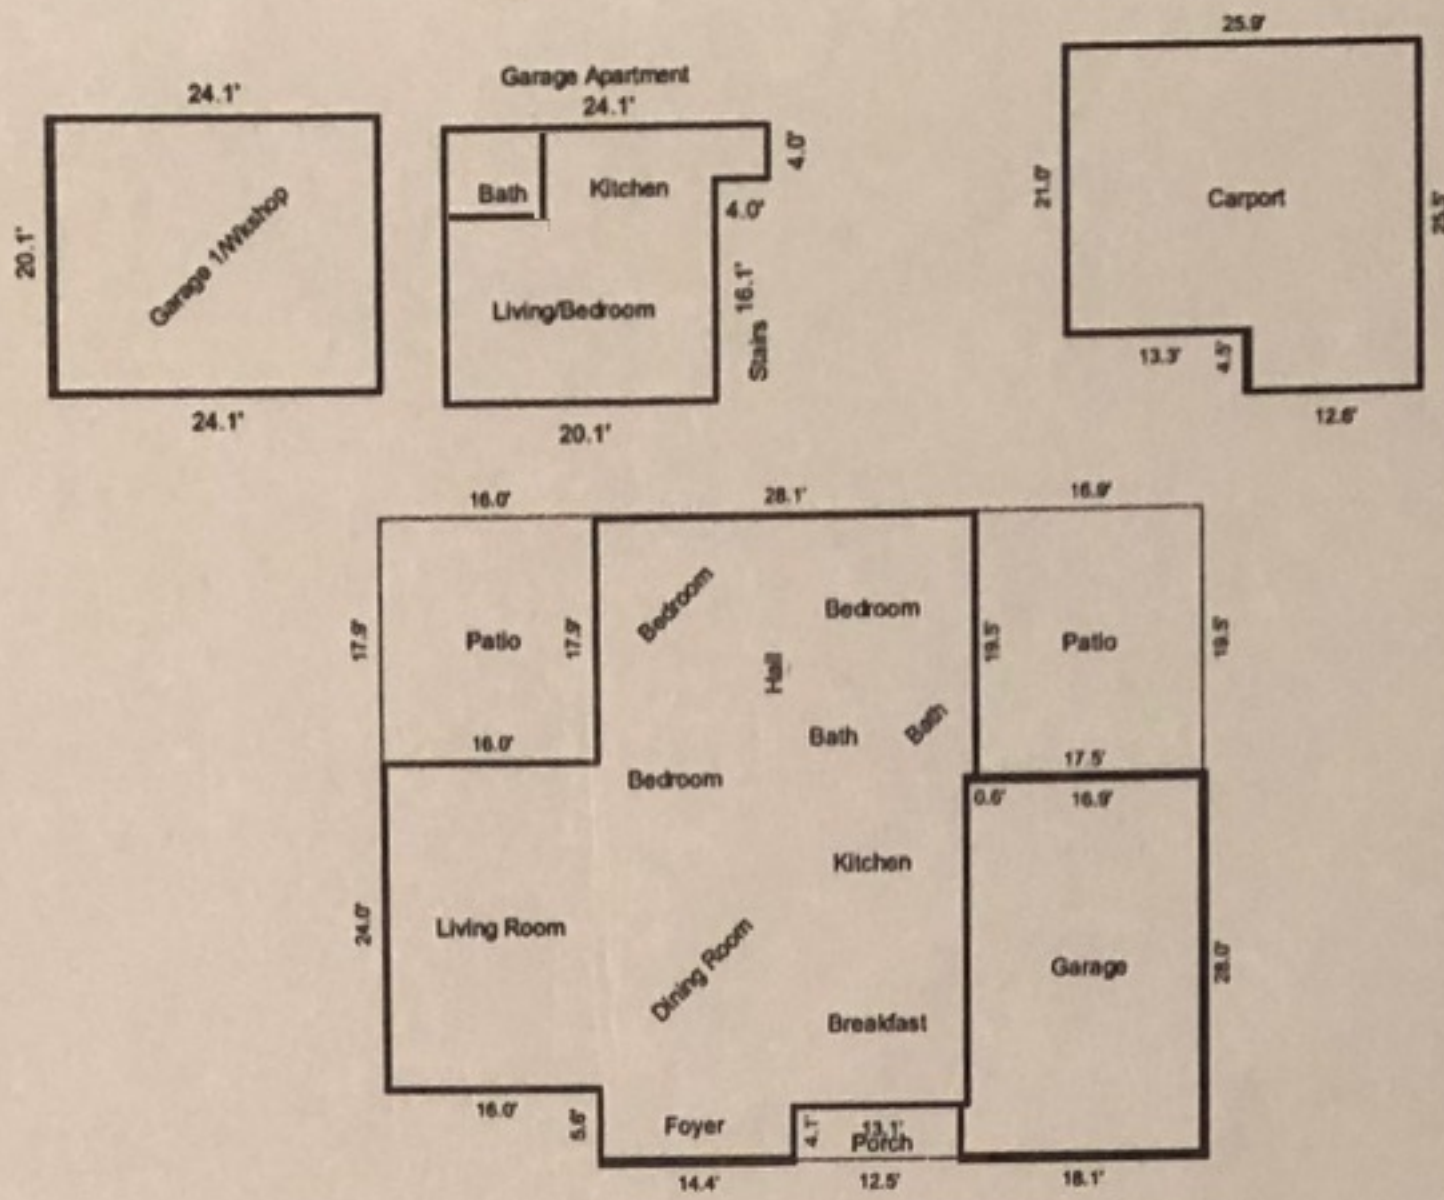 24.1'
20.1'
Garage 1/Wkshop
24.1'
Garage Apartment
24.1'
4.0'
Bath
Kitchen
4.0'
Living/Bedroom
16.1'
Stairs
20.1'
25.9'
21.0'
Carport
25.5'
13.3'
4.5'
12.6'
16.0'
28.1'
16.9'
17.9'
Patio
17.9'
Bedroom
Bedroom
Hall
19.5'
Patio
19.5'
16.0'
Bedroom
Bath
Bath
17.5'
0.6'
16.9'
Kitchen
24.0'
Living Room
Dining Room
Garage
28.0'
Breakfast
16.0'
5.6'
Foyer
4.1'
13.1'
Porch
14.4'
12.5'
18.1'